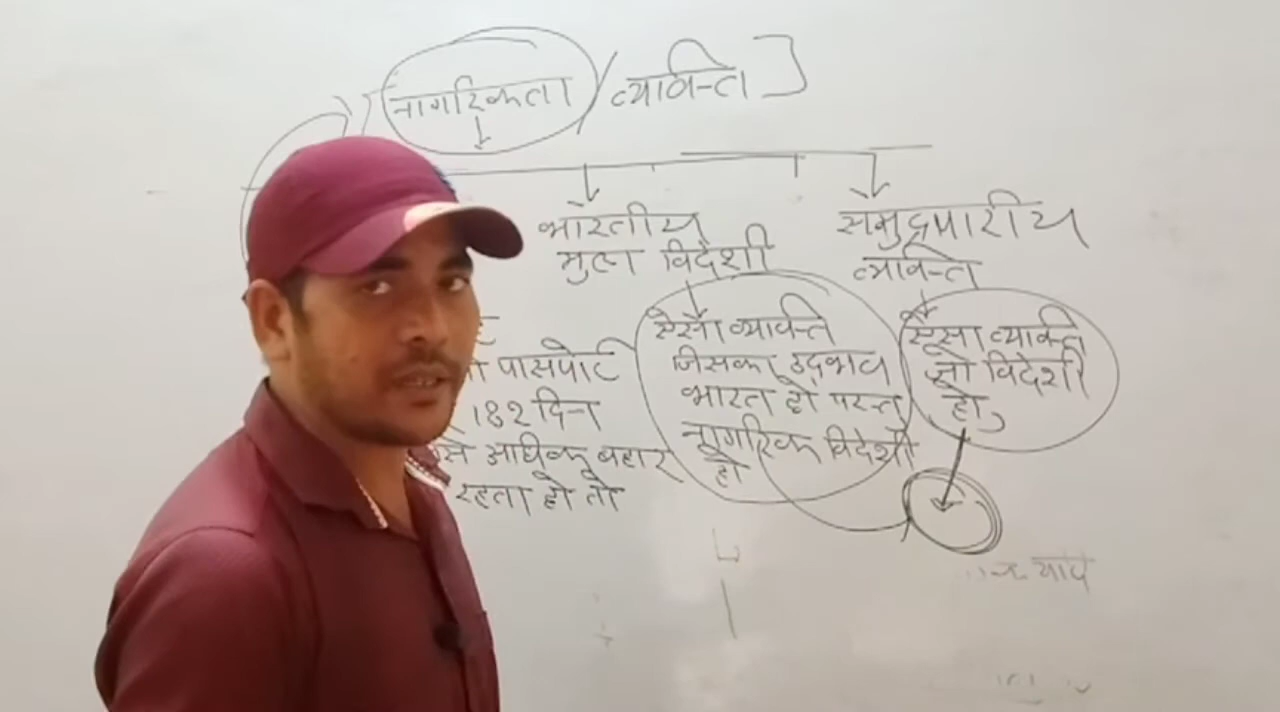 नागरिकता / व्यक्ति ]
भारतीय
मुल विदेशी
समुद्रपारीय
व्यक्ति
पासपोर्ट
182 दिन
से अधिक बहार
रहता हो तो
ऐसा व्यक्ति
जिसका उद्भव
भारत हो परन्तु
नागरिक विदेशी
हो
ऐसा व्यक्ति
जो विदेशी
हो,